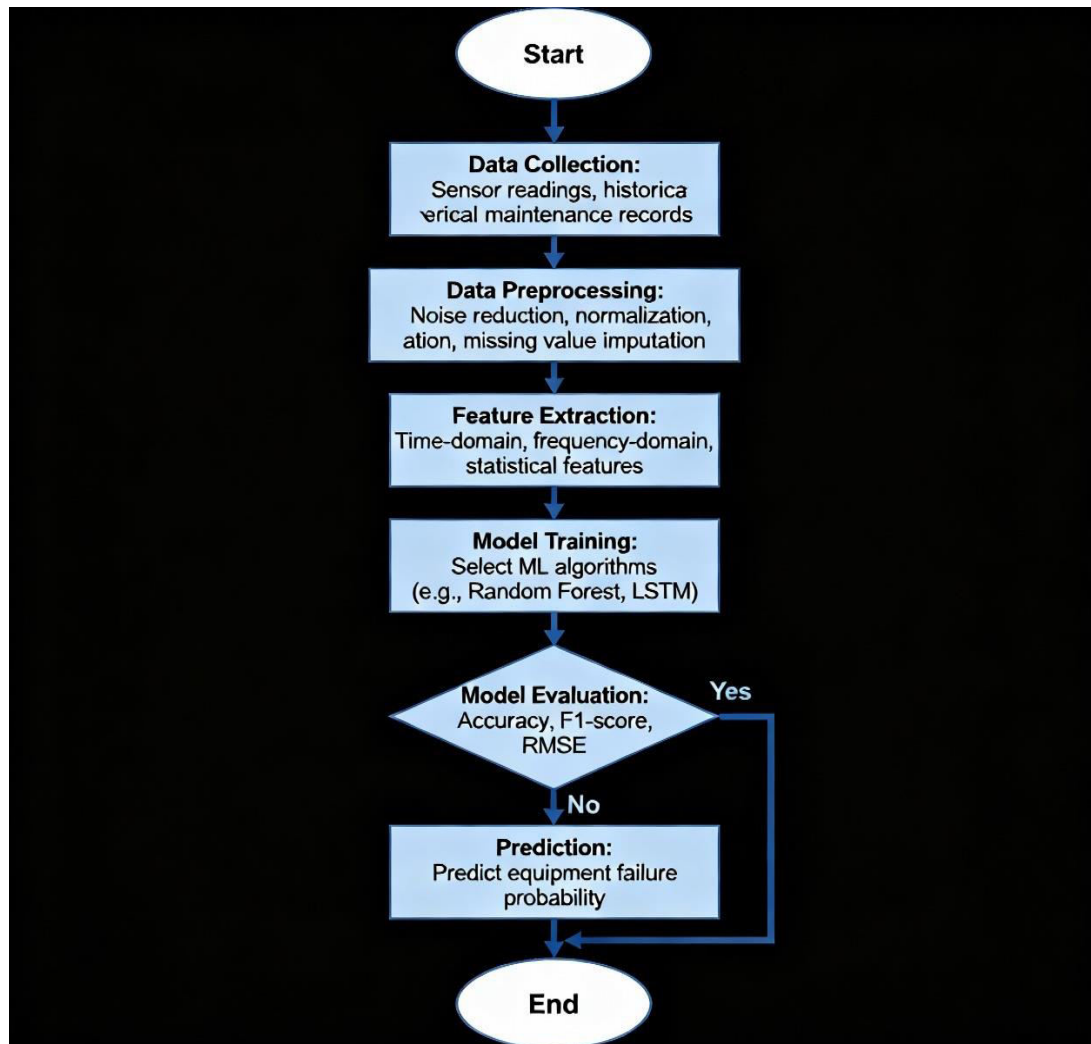 Start
Data Collection:
Sensor readings, historica
erical maintenance records
Data Preprocessing:
Noise reduction, normalization,
ation, missing value imputation
Feature Extraction:
Time-domain, frequency-domain,
statistical features
Model Training:
Select ML algorithms
(e.g., Random Forest, LSTM)
Model Evaluation:
Accuracy, F1-score,
RMSE
Yes
No
Prediction:
Predict equipment failure
probability
End